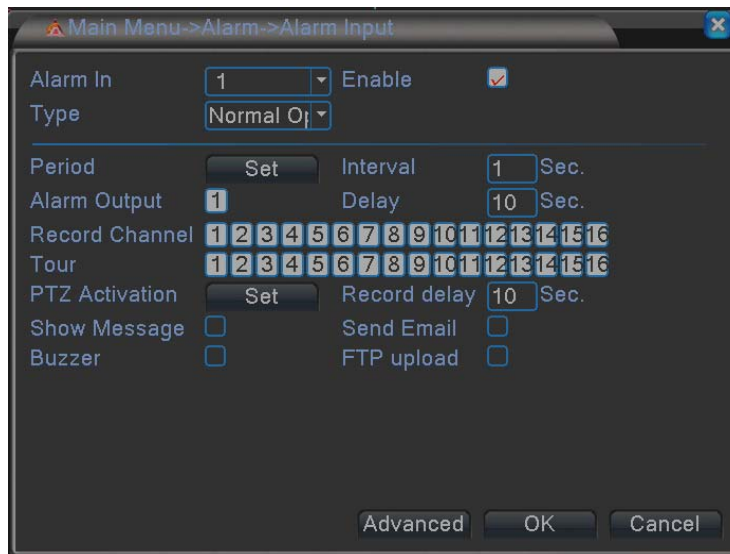 Main Menu->Alarm->Alarm Input
Alarm In 1 Enable
Type Normal Op
Period Set Interval 1 Sec.
Alarm Output 1 Delay 10 Sec.
Record Channel 1 2 3 4 5 6 7 8 9 10 11 12 13 14 15 16
Tour 1 2 3 4 5 6 7 8 9 10 11 12 13 14 15 16
PTZ Activation Set Record delay 10 Sec.
Show Message Send Email
Buzzer FTP upload
Advanced OK Cancel